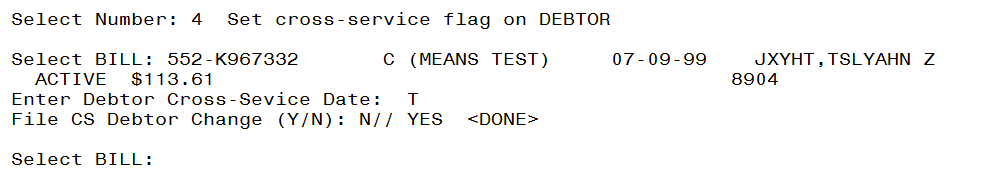 Select Number: 4  Set cross-service flag on DEBTOR
Select BILL: 552-K967332       C (MEANS TEST)     07-09-99    JXYHT,TSLYAHN Z
  ACTIVE  $113.61                                               8904
Enter Debtor Cross-Sevice Date:  T
File CS Debtor Change (Y/N): N// YES  <DONE>
Select BILL: